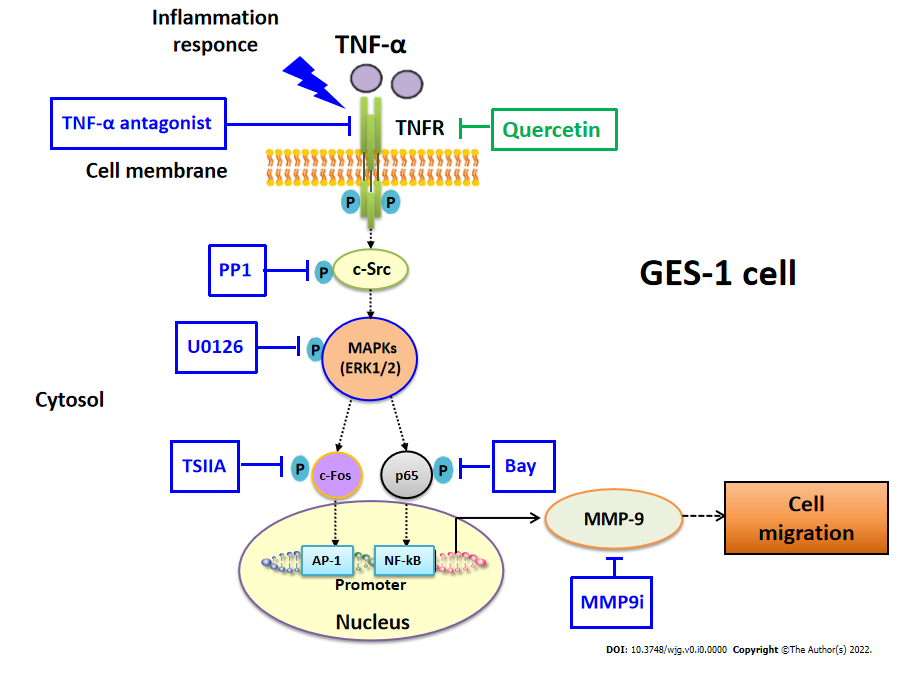 Inflammation
responce
TNF-α
TNF-α antagonist
TNFR
Quercetin
Cell membrane
P
P
PP1
P
c-Src
GES-1 cell
U0126
P
MAPKs
(ERK1/2)
Cytosol
TSIIA
P
c-Fos
p65
P
Bay
MMP-9
Cell
migration
AP-1
NF-kB
Promoter
Nucleus
MMP9i
DOI: 10.3748/wjg.v0.i0.0000 Copyright ©The Author(s) 2022.